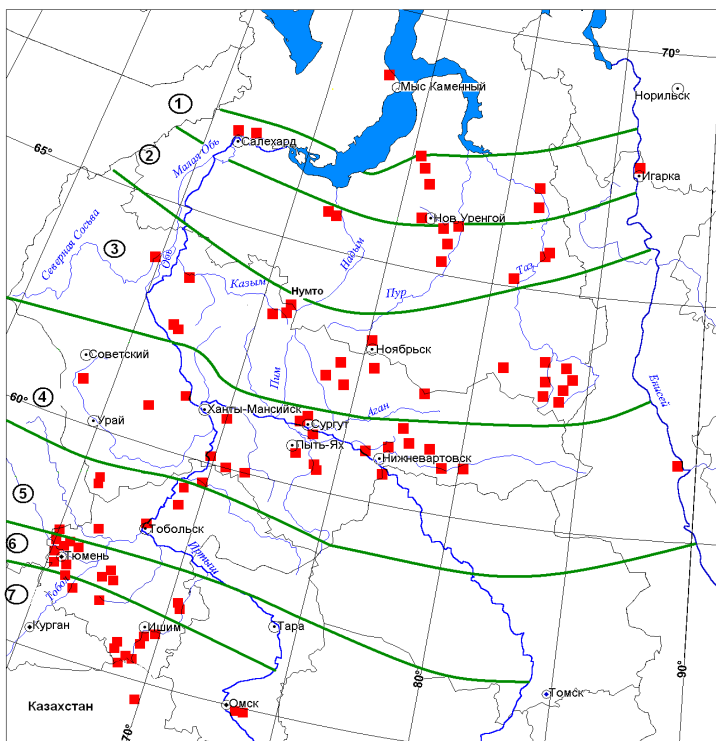 70°
Мыс Каменный
Норильск
1
2
Салехард
Малая Обь
65°
Игарка
Северная Сосьва
3
Обь
Нов.Уренгой
Надым
Таз
Казым
Нумто
Пур
Советский
Ноябрьск
Пим
Енисей
60°
4
Ханты-Мансийск
Аган
Урай
Сургут
Пыть-Ях
Нижневартовск
5
Тобольск
6
Тюмень
Иртыш
Тобол
7
Курган
Ишим
Тара
80°
90°
Томск
Омск
Казахстан
70°